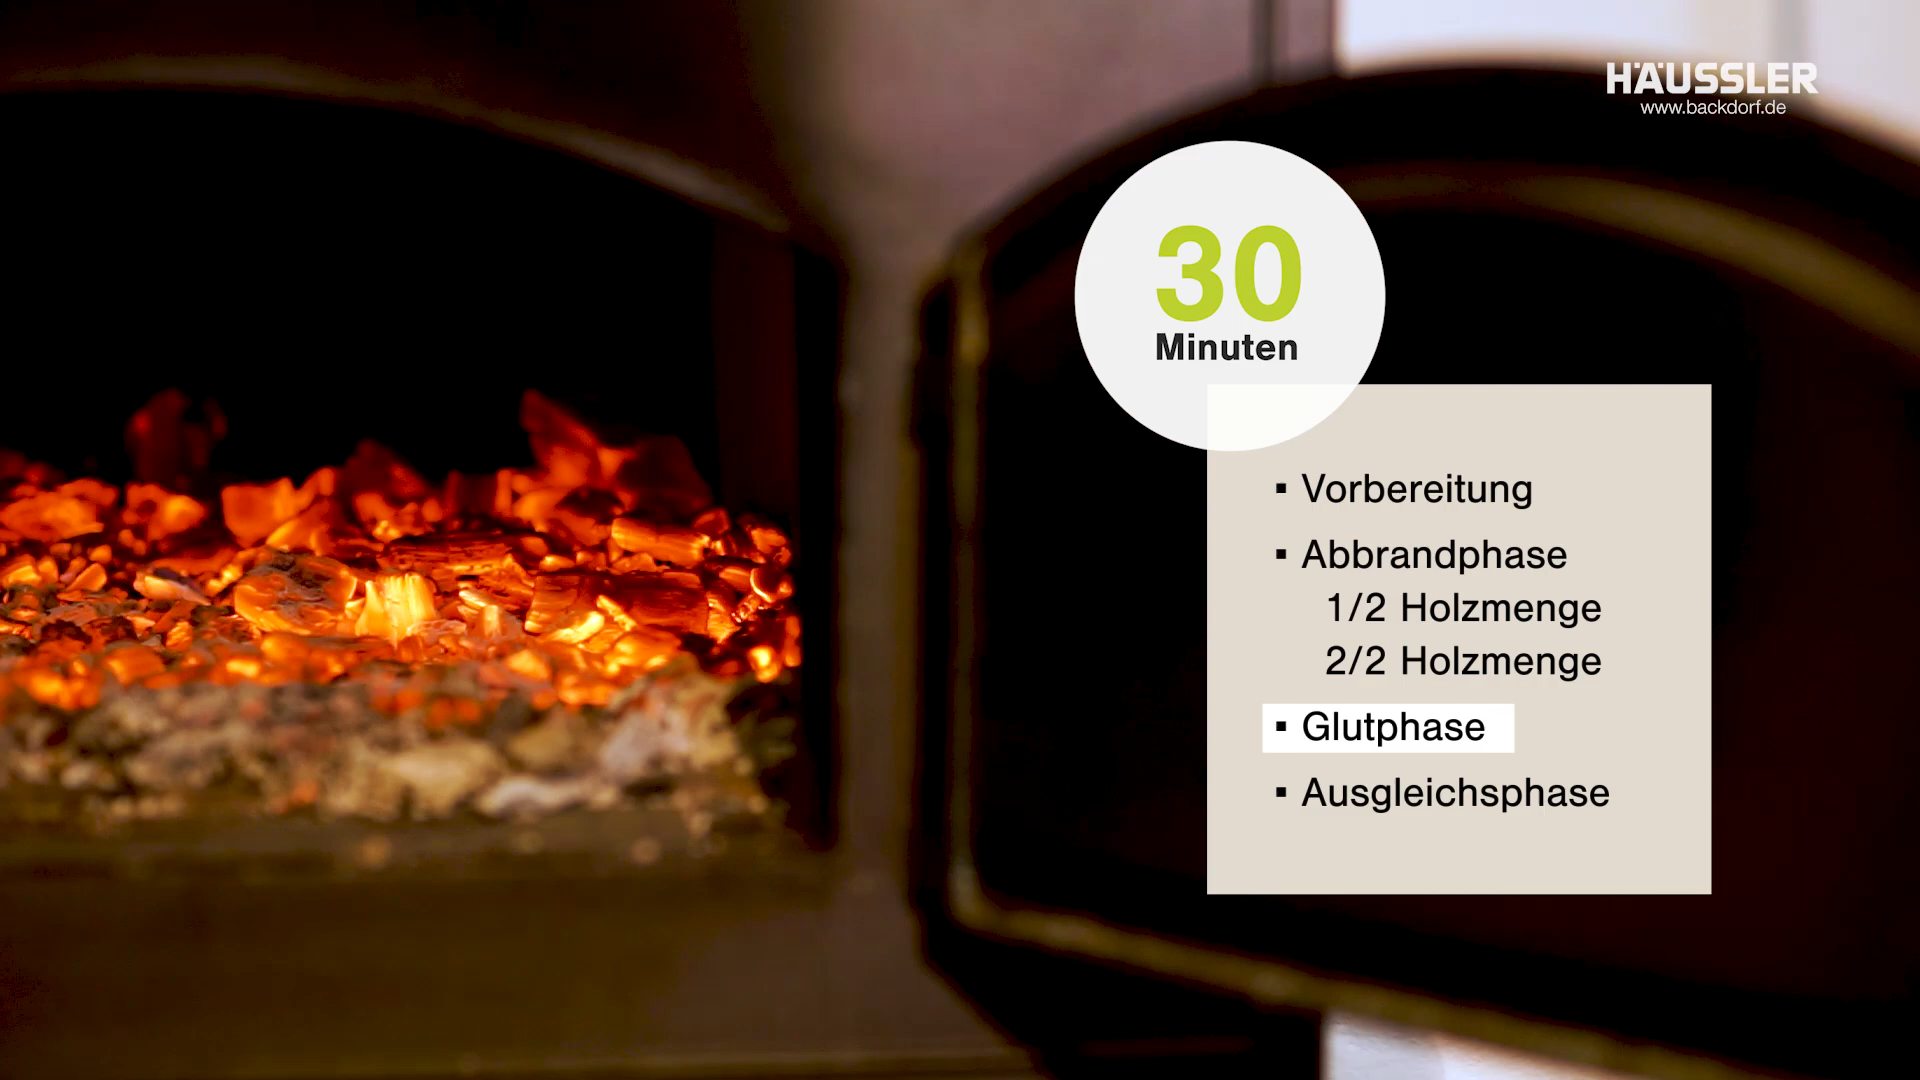 HÄUSSLER
www.backdorf.de
30
Minuten
▪ Vorbereitung
▪ Abbrandphase
1/2 Holzmenge
2/2 Holzmenge
▪ Glutphase
▪ Ausgleichsphase